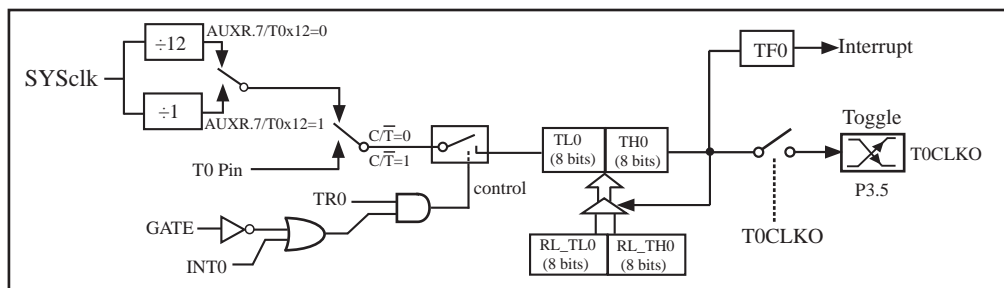 AUXR.7/T0x12=0
÷12
SYSclk
÷1
AUXR.7/T0x12=1
T0 Pin
C/T̅=0
C/T̅=1
control
TR0
GATE
INT0
TL0
(8 bits)
TH0
(8 bits)
RL_TL0
(8 bits)
RL_TH0
(8 bits)
TF0
Interrupt
Toggle
T0CLKO
P3.5
T0CLKO